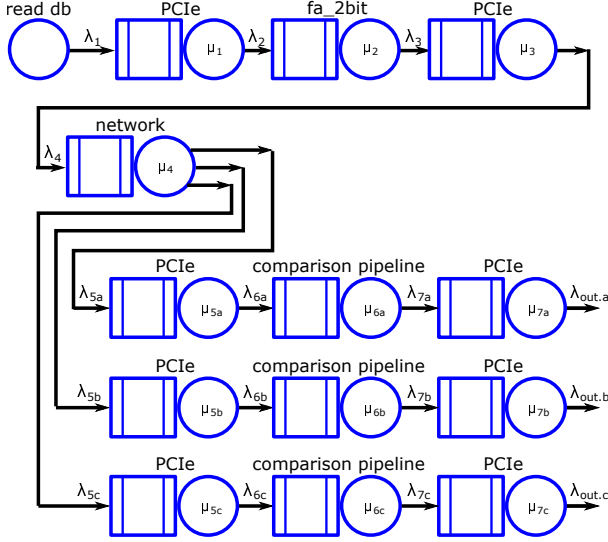 read db PCIe fa_2bit PCIe
λ1 μ1 λ2 μ2 λ3 μ3
network
λ4 μ4
PCIe comparison pipeline PCIe
λ5a μ5a λ6a μ6a λ7a μ7a λout.a
PCIe comparison pipeline PCIe
λ5b μ5b λ6b μ6b λ7b μ7b λout.b
PCIe comparison pipeline PCIe
λ5c μ5c λ6c μ6c λ7c μ7c λout.c